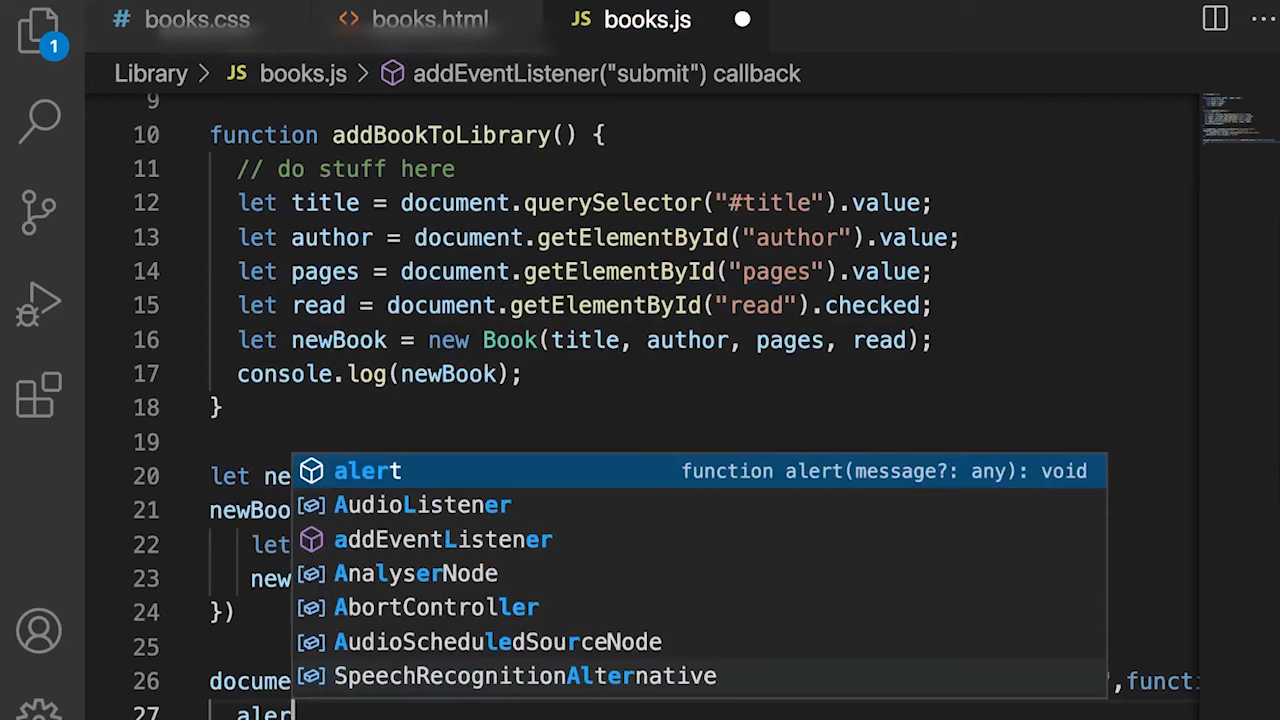 1
# books.css
<> books.html
JS books.js
Library > JS books.js > addEventListener("submit") callback
9
10 function addBookToLibrary() {
11 // do stuff here
12 let title = document.querySelector("#title").value;
13 let author = document.getElementById("author").value;
14 let pages = document.getElementById("pages").value;
15 let read = document.getElementById("read").checked;
16 let newBook = new Book(title, author, pages, read);
17 console.log(newBook);
18 }
19
20 let ne
21 newBoo
22 let
23 new
24 })
25
26 docume
",functi
27 aler
alert function alert(message?: any): void
AudioListener
addEventListener
AnalyserNode
AbortController
AudioScheduledSourceNode
SpeechRecognitionAlternative